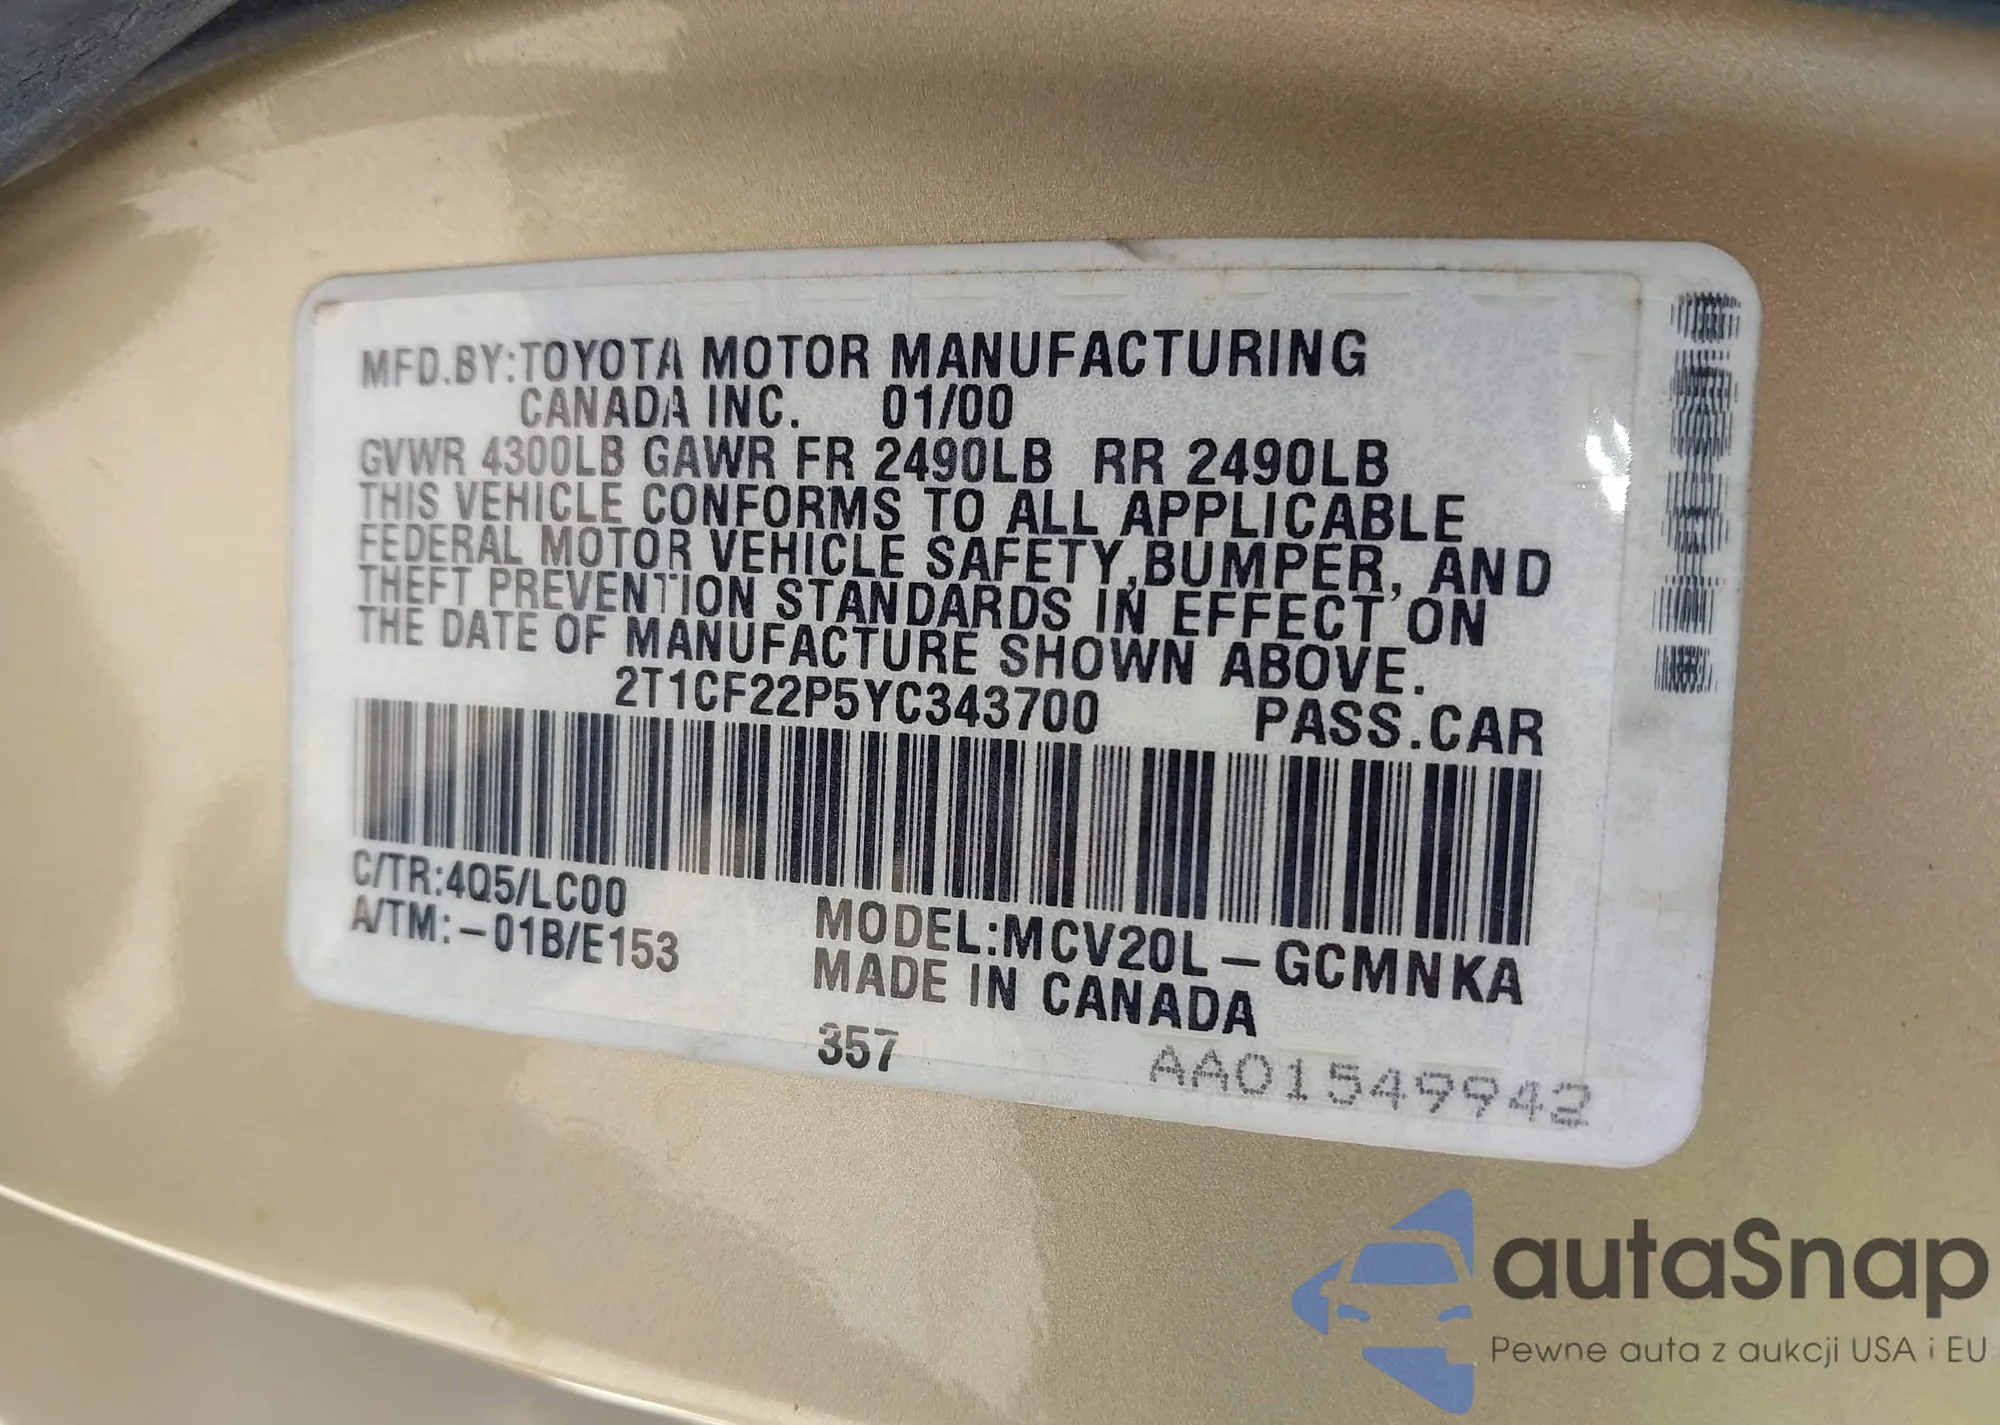 MFD.BY:TOYOTA MOTOR MANUFACTURING
CANADA INC. 01/00
GVWR 4300LB GAWR FR 2490LB RR 2490LB
THIS VEHICLE CONFORMS TO ALL APPLICABLE
FEDERAL MOTOR VEHICLE SAFETY,BUMPER, AND
THEFT PREVENTION STANDARDS IN EFFECT ON
THE DATE OF MANUFACTURE SHOWN ABOVE.
2T1CF22P5YC343700 PASS.CAR
C/TR:4Q5/LC00
A/TM:-01B/E153
MODEL:MCV20L-GCMNKA
MADE IN CANADA
357
AA01549942
autaSnap
Pewne auta z aukcji USA i EU